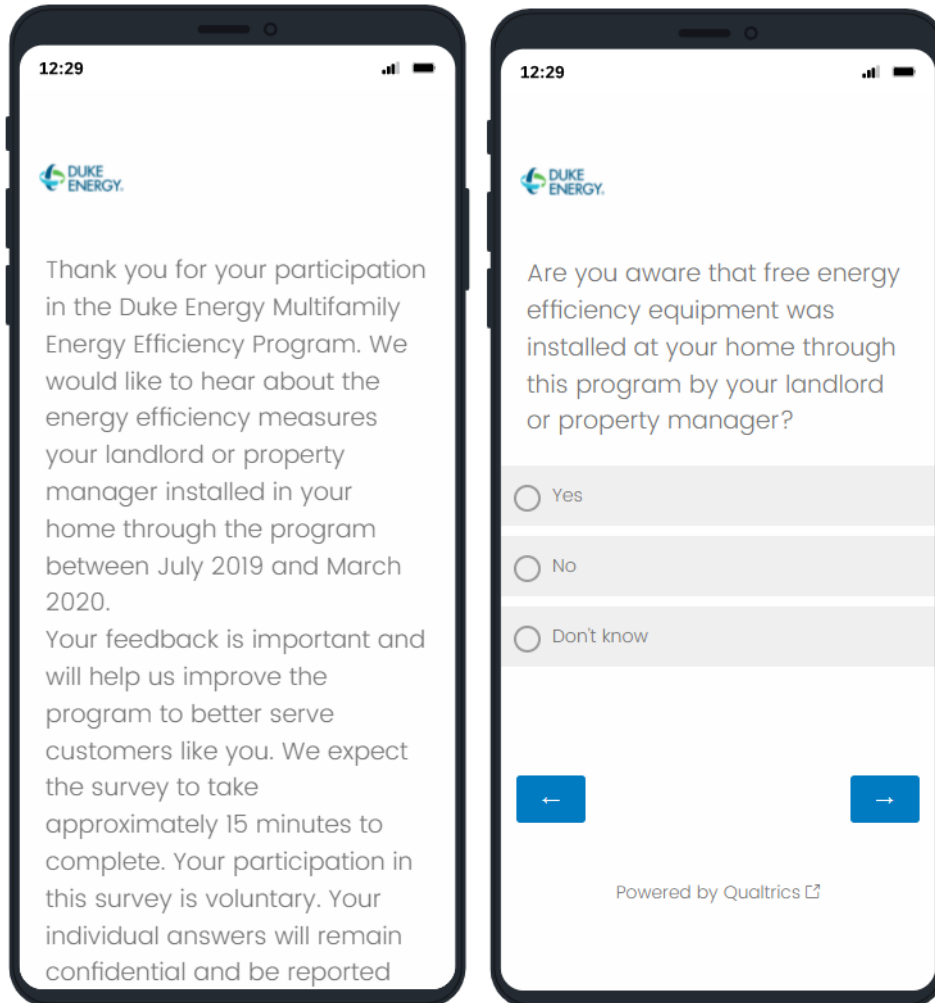 12:29
DUKE
ENERGY.
Thank you for your participation
in the Duke Energy Multifamily
Energy Efficiency Program. We
would like to hear about the
energy efficiency measures
your landlord or property
manager installed in your
home through the program
between July 2019 and March
2020.
Your feedback is important and
will help us improve the
program to better serve
customers like you. We expect
the survey to take
approximately 15 minutes to
complete. Your participation in
this survey is voluntary. Your
individual answers will remain
confidential and be reported
12:29
DUKE
ENERGY.
Are you aware that free energy
efficiency equipment was
installed at your home through
this program by your landlord
or property manager?
Yes
No
Don't know
← →
Powered by Qualtrics